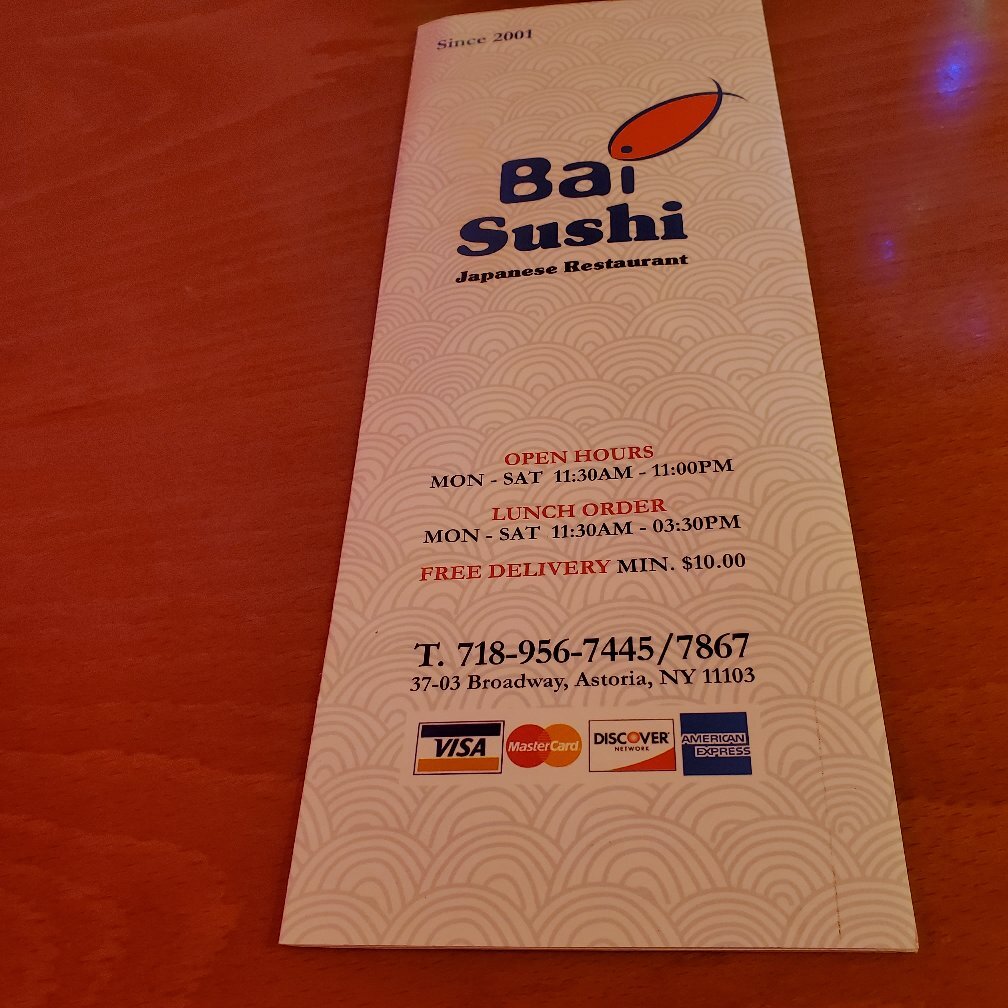 Since 2001
Bai
Sushi
Japanese Restaurant
OPEN HOURS
MON - SAT 11:30AM - 11:00PM
LUNCH ORDER
MON - SAT 11:30AM - 03:30PM
FREE DELIVERY MIN. $10.00
T. 718-956-7445/7867
37-03 Broadway, Astoria, NY 11103
VISA MasterCard DISCOVER AMERICAN
NETWORK EXPRESS